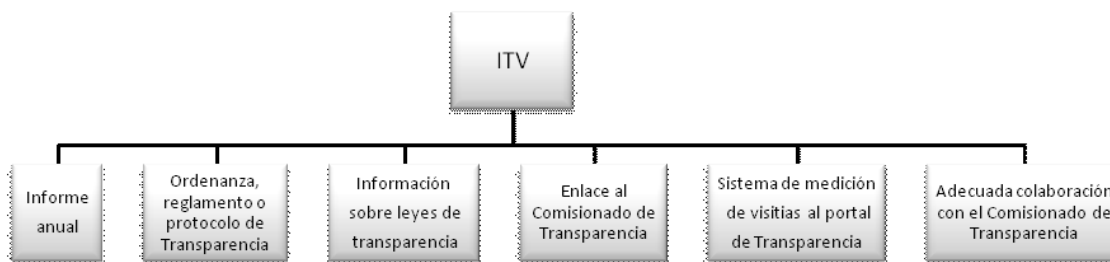 ITV
Informe
anual
Ordenanza,
reglamento o
protocolo de
Transparencia
Información
sobre leyes de
transparencia
Enlace al
Comisionado de
Transparencia
Sistema de medición
de visitias al portal
de Transparencia
Adecuada colaboración
con el Comisionado de
Transparencia